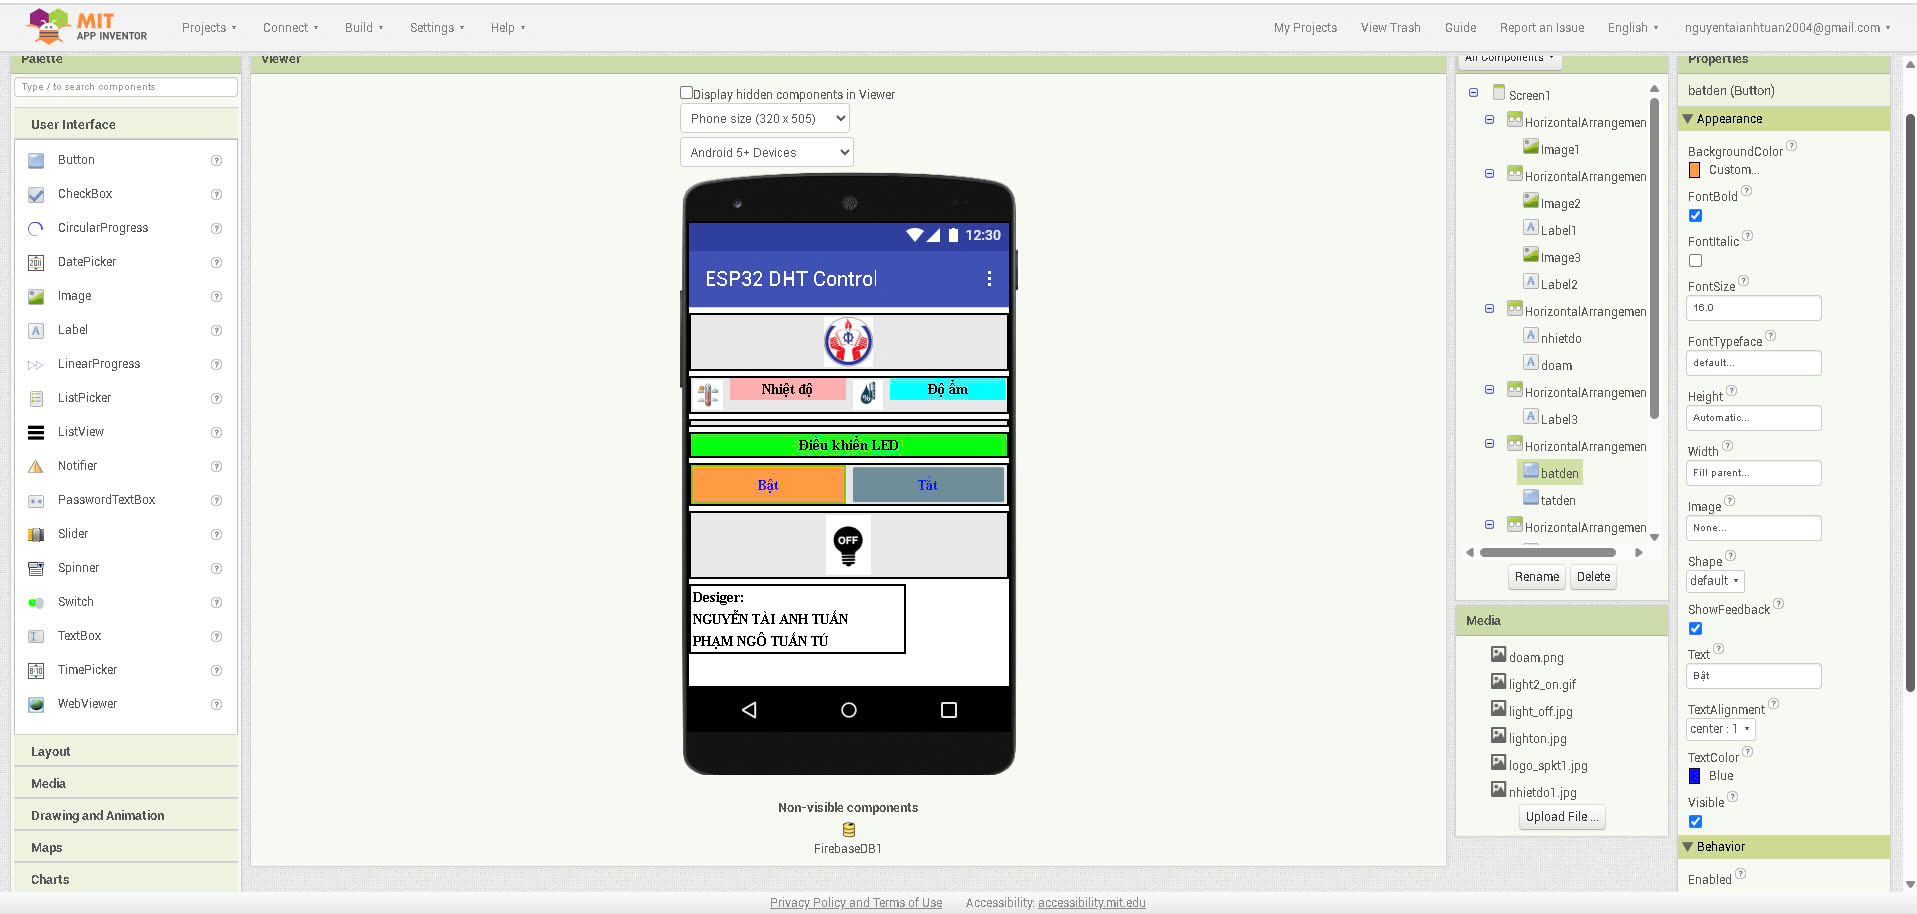 MIT
APP INVENTOR
Projects
Connect
Build
Settings
Help
My Projects
View Trash
Guide
Report an Issue
English
nguyentaianhtuan2004@gmail.com
Palette
Type / to search components
User Interface
Button
CheckBox
CircularProgress
DatePicker
Image
Label
LinearProgress
ListPicker
ListView
Notifier
PasswordTextBox
Slider
Spinner
Switch
TextBox
TimePicker
WebViewer
Layout
Media
Drawing and Animation
Maps
Charts
Viewer
Display hidden components in Viewer
Phone size (320 x 505)
Android 5+ Devices
12:30
ESP32 DHT Control
Nhiệt độ
%
Độ ẩm
Điều khiển LED
Bật
Tắt
OFF
Desiger:
NGUYỄN TÀI ANH TUẤN
PHẠM NGÔ TUẤN TÚ
Non-visible components
FirebaseDB1
All Components
Screen1
HorizontalArrangemen
Image1
HorizontalArrangemen
Image2
Label1
Image3
Label2
HorizontalArrangemen
nhietdo
doam
HorizontalArrangemen
Label3
HorizontalArrangemen
batden
tatden
HorizontalArrangemen
Rename
Delete
Media
doam.png
light2_on.gif
light_off.jpg
lighton.jpg
logo_spkt1.jpg
nhietdo1.jpg
Upload File ...
Properties
batden (Button)
Appearance
BackgroundColor
Custom...
FontBold
FontItalic
FontSize
16.0
FontTypeface
default...
Height
Automatic...
Width
Fill parent...
Image
None...
Shape
default
ShowFeedback
Text
Bật
TextAlignment
center : 1
TextColor
Blue
Visible
Behavior
Enabled
Privacy Policy and Terms of Use
Accessibility: accessibility.mit.edu